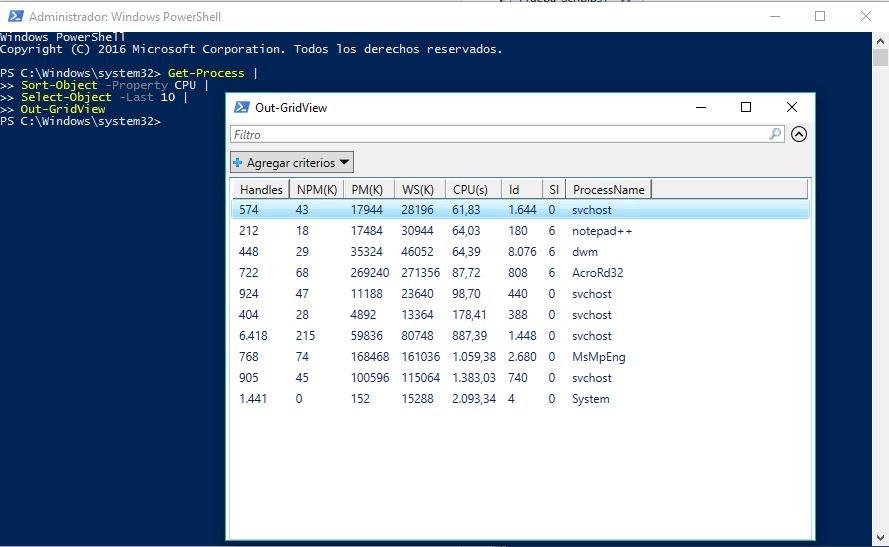 Administrador: Windows PowerShell
Windows PowerShell
Copyright (C) 2016 Microsoft Corporation. Todos los derechos reservados.
PS C:\Windows\system32> Get-Process |
>> Sort-Object -Property CPU |
>> Select-Object -Last 10 |
>> Out-GridView
PS C:\Windows\system32>
Out-GridView
Filtro
Agregar criterios
Handles NPM(K) PM(K) WS(K) CPU(s) Id SI ProcessName
574 43 17944 28196 61,83 1.644 0 svchost
212 18 17484 30944 64,03 180 6 notepad++
448 29 35324 46052 64,39 8.076 6 dwm
722 68 269240 271356 87,72 808 6 AcroRd32
924 47 11188 23640 98,70 440 0 svchost
404 28 4892 13364 178,41 388 0 svchost
6.418 215 59836 80748 887,39 1.448 0 svchost
768 74 168468 161036 1.059,38 2.680 0 MsMpEng
905 45 100596 115064 1.383,03 740 0 svchost
1.441 0 152 15288 2.093,34 4 0 System